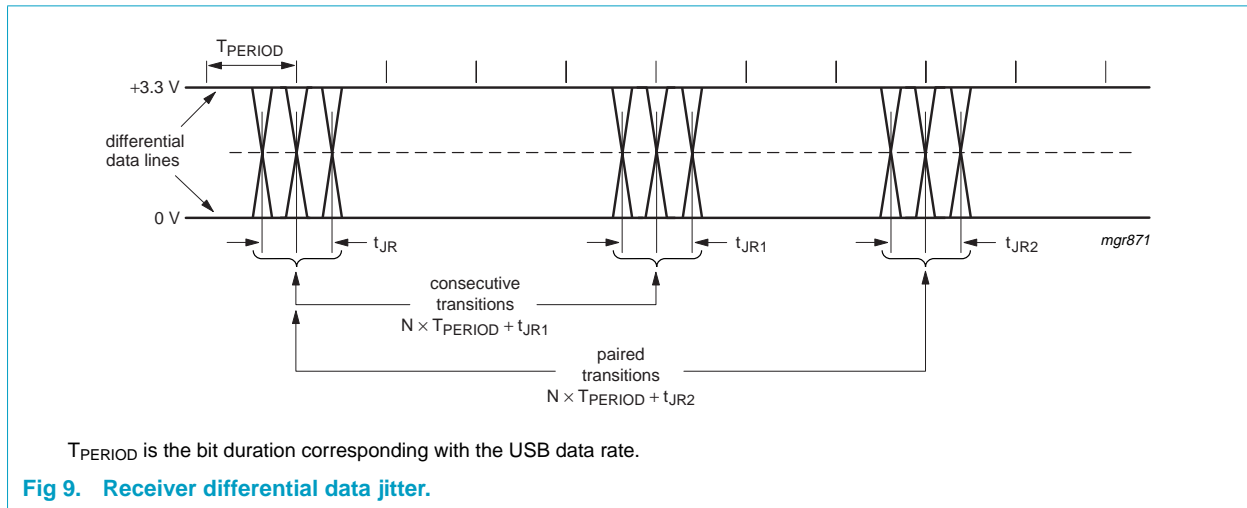 TPERIOD
+3.3 V
differential
data lines
0 V
tJR
tJR1
tJR2
mgr871
consecutive
transitions
N × TPERIOD + tJR1
paired
transitions
N × TPERIOD + tJR2
TPERIOD is the bit duration corresponding with the USB data rate.
Fig 9. Receiver differential data jitter.